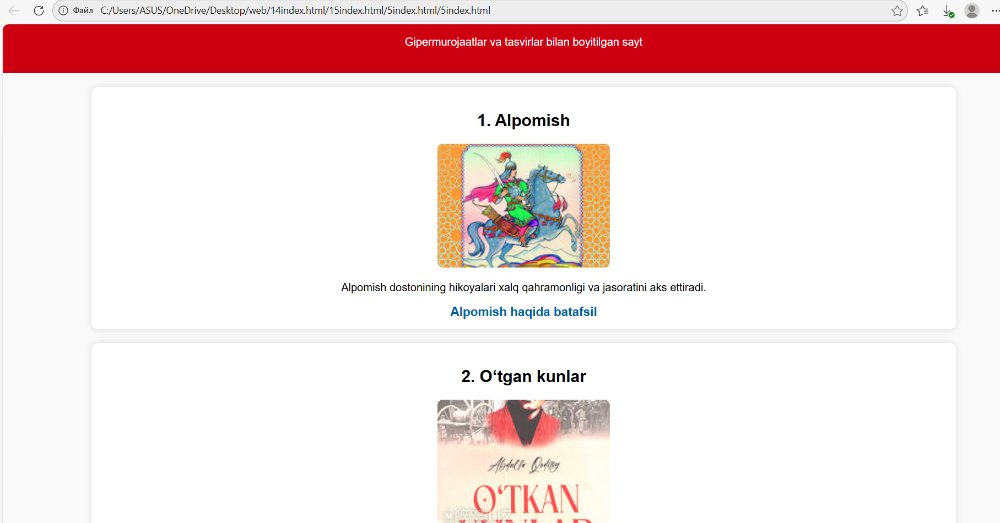 Файл C:/Users/ASUS/OneDrive/Desktop/web/14index.html/15index.html/5index.html/5index.html
Gipermurojaatlar va tasvirlar bilan boyitilgan sayt
1. Alpomish
Alpomish dostonining hikoyalari xalq qahramonligi va jasoratini aks ettiradi.
Alpomish haqida batafsil
2. Oʻtgan kunlar
Abdulla Qodiriy
OʻTKAN